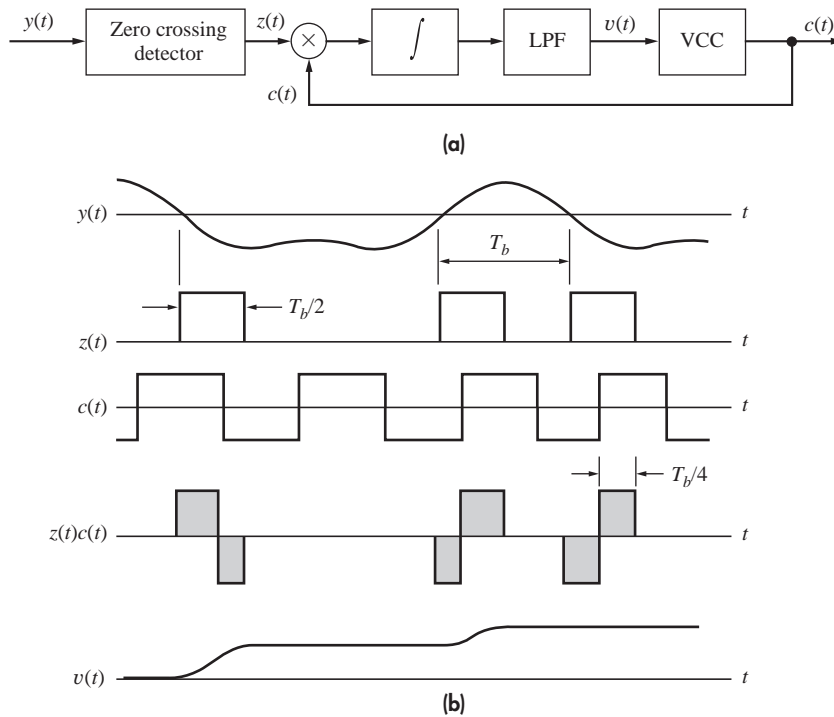 y(t)
Zero crossing
detector
z(t)
×
∫
LPF
v(t)
VCC
c(t)
c(t)
(a)
y(t)
t
T_b
T_b/2
z(t)
t
c(t)
t
T_b/4
z(t)c(t)
t
v(t)
t
(b)